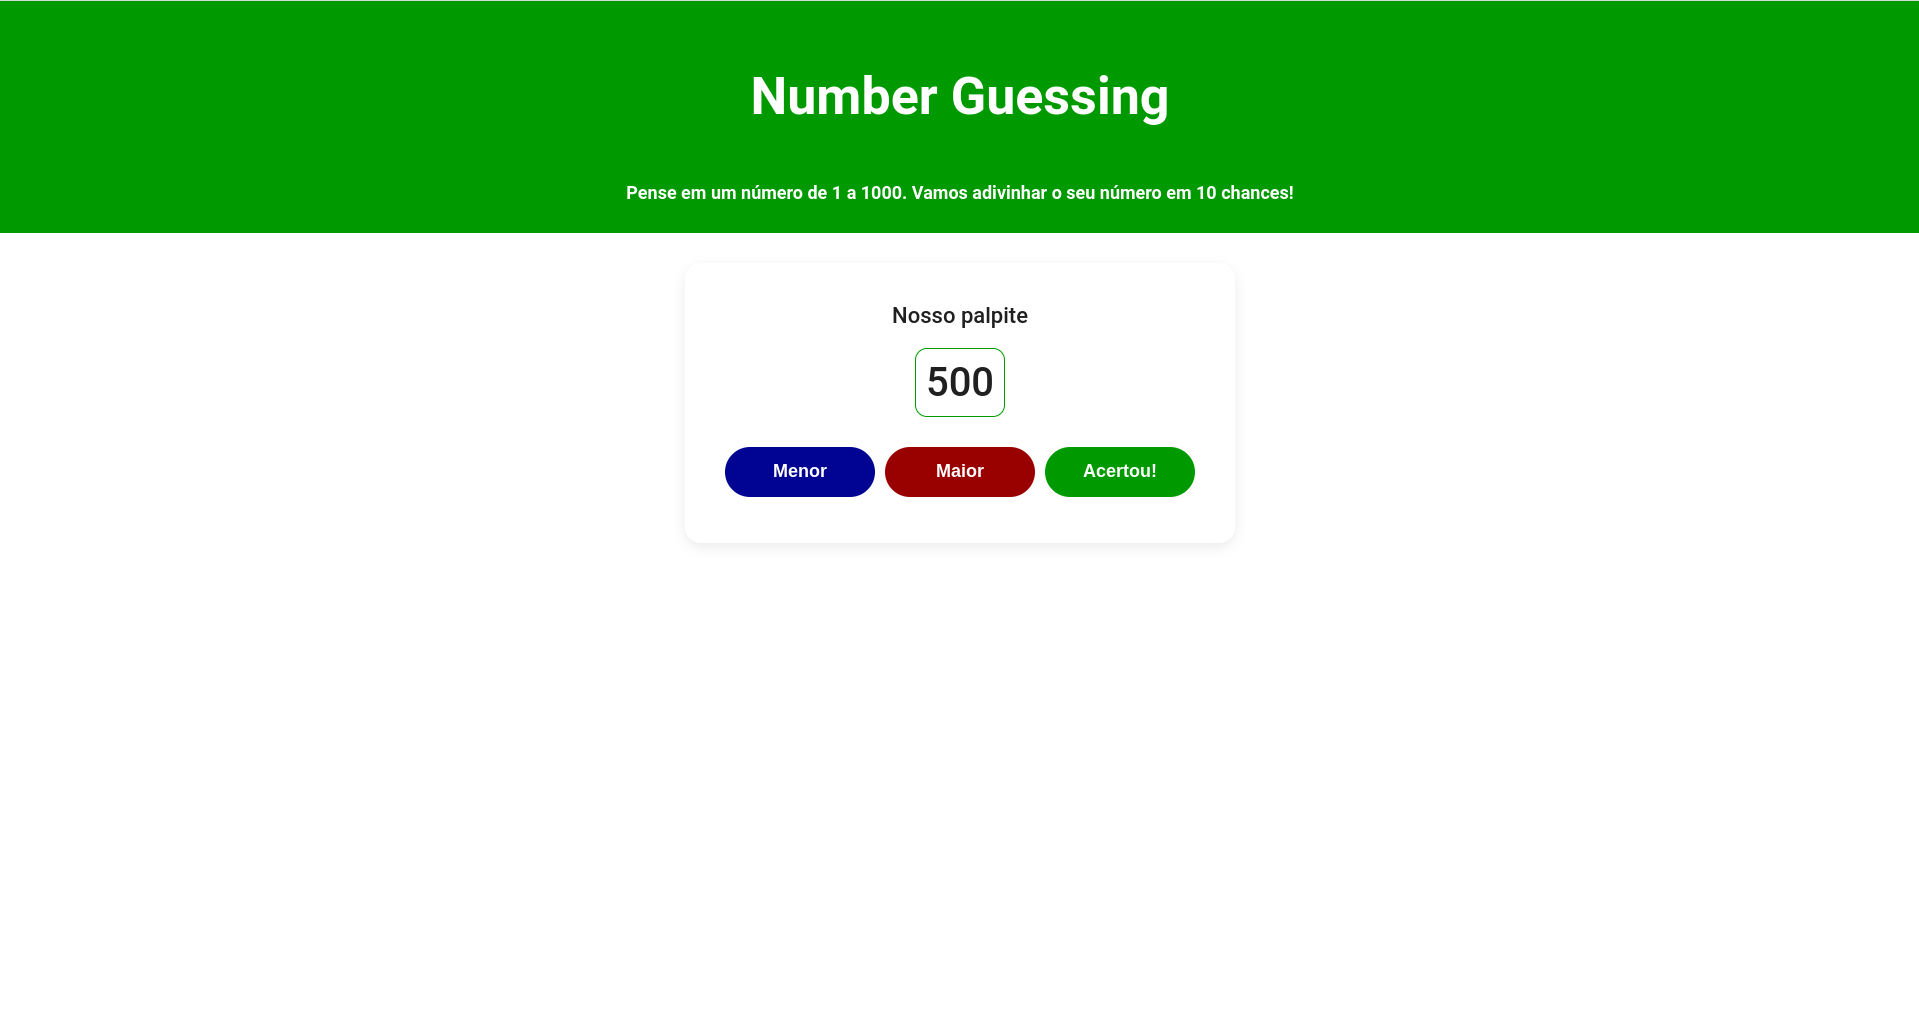 Number Guessing
Pense em um número de 1 a 1000. Vamos adivinhar o seu número em 10 chances!
Nosso palpite
500
Menor Maior Acertou!